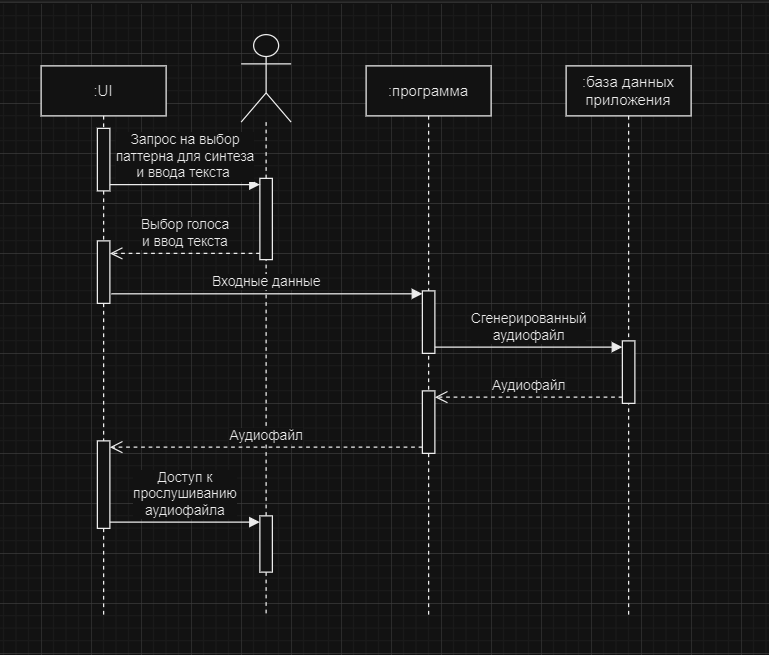 :UI
:программа
:база данных
приложения
Запрос на выбор
паттерна для синтеза
и ввода текста
Выбор голоса
и ввод текста
Входные данные
Сгенерированный
аудиофайл
Аудиофайл
Аудиофайл
Доступ к
прослушиванию
аудиофайла